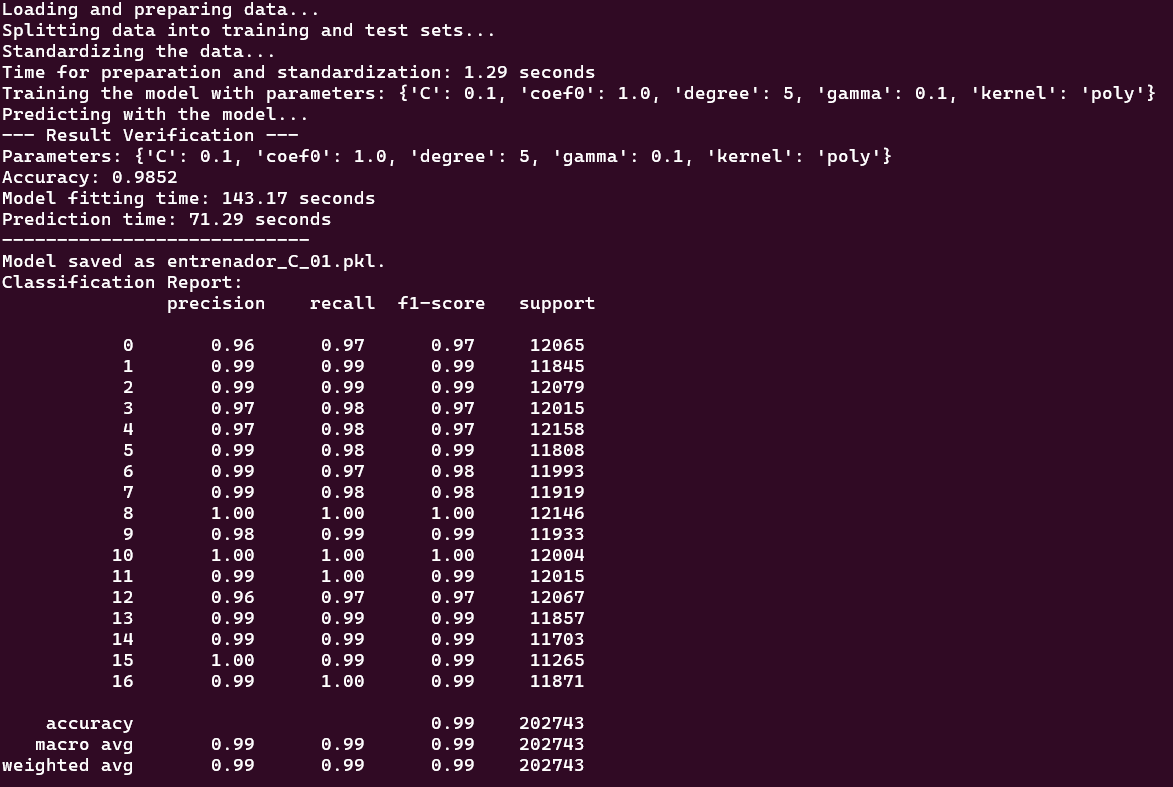 Loading and preparing data...
Splitting data into training and test sets...
Standardizing the data...
Time for preparation and standardization: 1.29 seconds
Training the model with parameters: {'C': 0.1, 'coef0': 1.0, 'degree': 5, 'gamma': 0.1, 'kernel': 'poly'}
Predicting with the model...
--- Result Verification ---
Parameters: {'C': 0.1, 'coef0': 1.0, 'degree': 5, 'gamma': 0.1, 'kernel': 'poly'}
Accuracy: 0.9852
Model fitting time: 143.17 seconds
Prediction time: 71.29 seconds
----------------------------
Model saved as entrenador_C_01.pkl.
Classification Report:
               precision    recall  f1-score   support

           0       0.96      0.97      0.97     12065
           1       0.99      0.99      0.99     11845
           2       0.99      0.99      0.99     12079
           3       0.97      0.98      0.97     12015
           4       0.97      0.98      0.97     12158
           5       0.99      0.98      0.99     11808
           6       0.99      0.97      0.98     11993
           7       0.99      0.98      0.98     11919
           8       1.00      1.00      1.00     12146
           9       0.98      0.99      0.99     11933
          10       1.00      1.00      1.00     12004
          11       0.99      1.00      0.99     12015
          12       0.96      0.97      0.97     12067
          13       0.99      0.99      0.99     11857
          14       0.99      0.99      0.99     11703
          15       1.00      0.99      0.99     11265
          16       0.99      1.00      0.99     11871

    accuracy                           0.99    202743
   macro avg       0.99      0.99      0.99    202743
weighted avg       0.99      0.99      0.99    202743